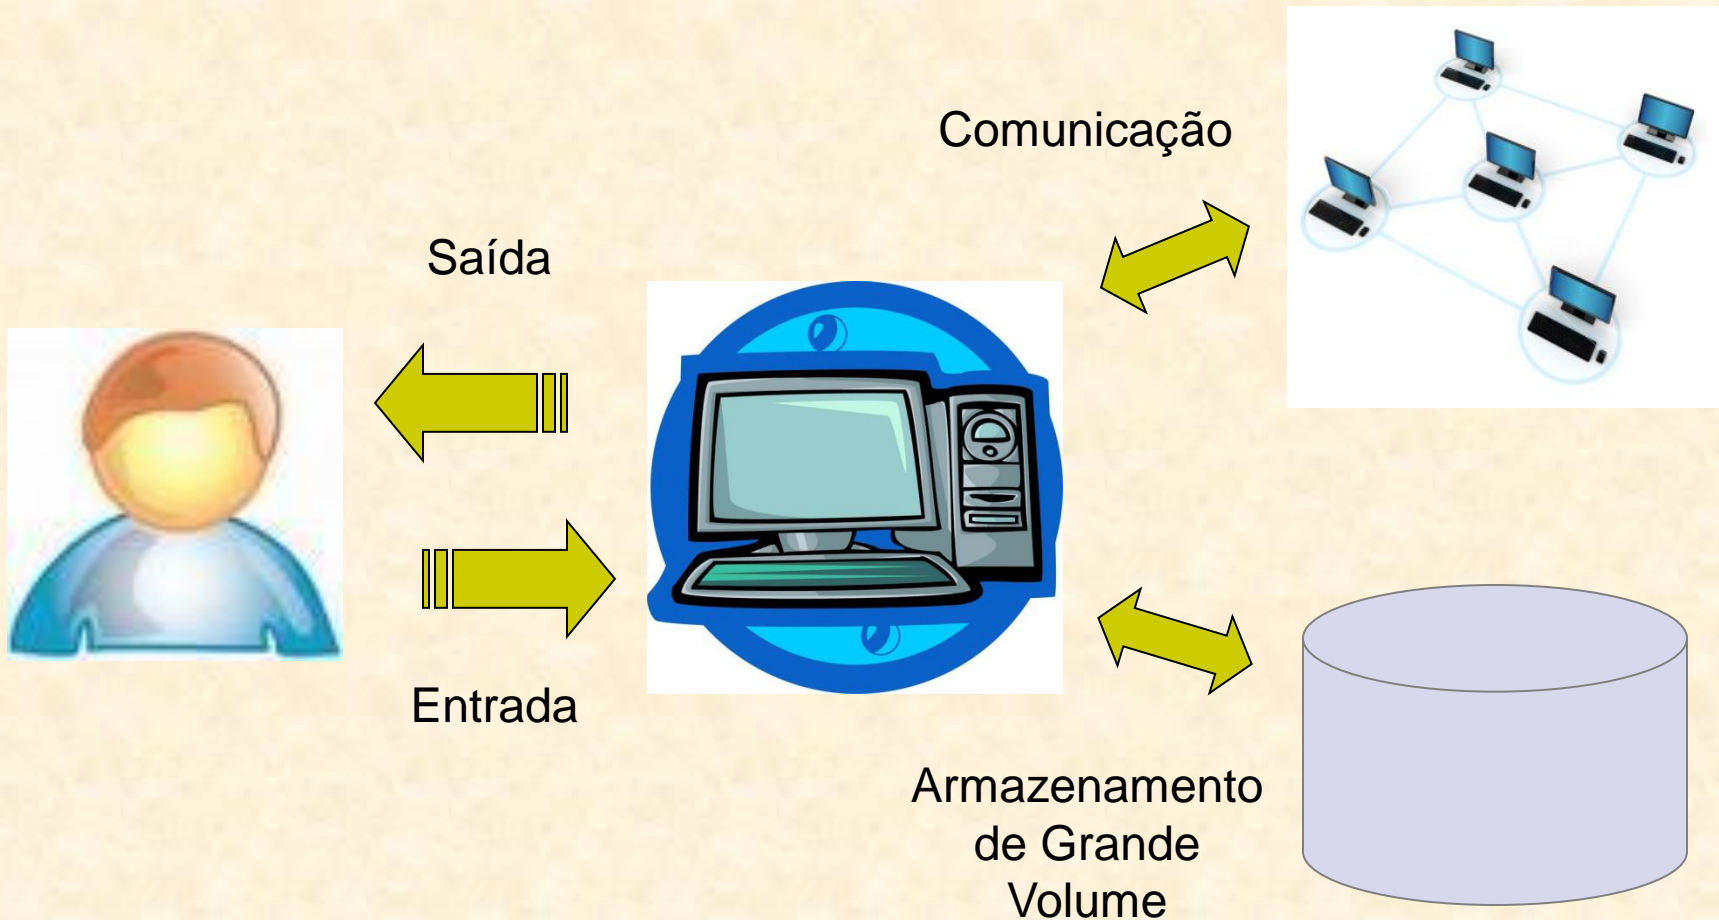 Comunicação
Saída
Entrada
Armazenamento
de Grande
Volume